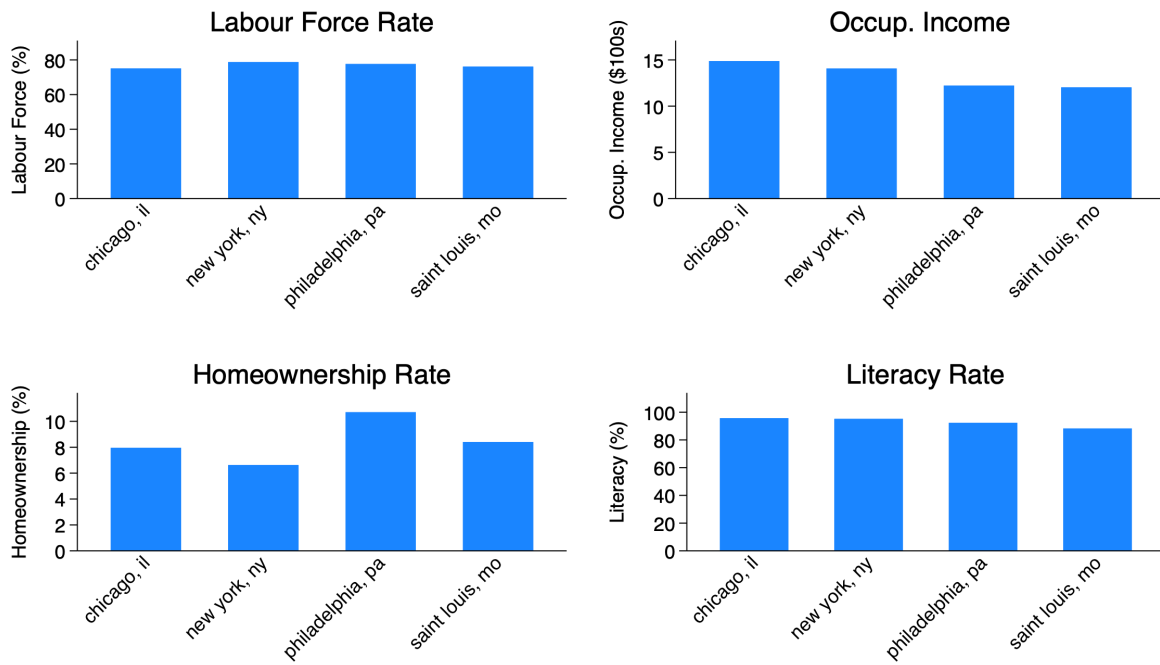 Labour Force Rate
Labour Force (%)
80
60
40
20
0
chicago, il
new york, ny
philadelphia, pa
saint louis, mo
Occup. Income
Occup. Income ($100s)
15
10
5
0
chicago, il
new york, ny
philadelphia, pa
saint louis, mo
Homeownership Rate
Homeownership (%)
10
8
6
4
2
0
chicago, il
new york, ny
philadelphia, pa
saint louis, mo
Literacy Rate
Literacy (%)
100
80
60
40
20
0
chicago, il
new york, ny
philadelphia, pa
saint louis, mo